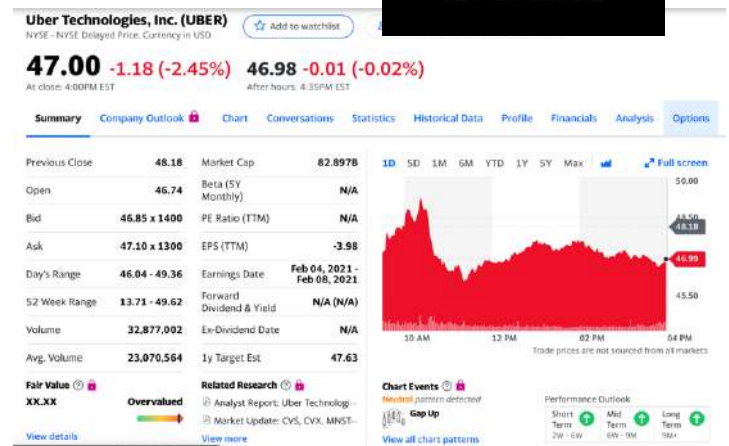 Uber Technologies, Inc. (UBER)
NYSE - NYSE Delayed Price. Currency in USD
Add to watchlist
47.00 -1.18 (-2.45%) 46.98 -0.01 (-0.02%)
At close: 4:00PM EST After hours: 4:35PM EST
Summary Company Outlook Chart Conversations Statistics Historical Data Profile Financials Analysis Options
Previous Close 48.18
Open 46.74
Bid 46.85 x 1400
Ask 47.10 x 1300
Day's Range 46.04 - 49.36
52 Week Range 13.71 - 49.62
Volume 32,877,002
Avg. Volume 23,070,564
Market Cap 82.897B
Beta (5Y
Monthly) N/A
PE Ratio (TTM) N/A
EPS (TTM) -3.98
Earnings Date Feb 04, 2021 -
Feb 08, 2021
Forward
Dividend & Yield N/A (N/A)
Ex-Dividend Date N/A
1y Target Est 47.63
1D 5D 1M 6M YTD 1Y 5Y Max Full screen
50.00
48.50
48.18
46.99
45.50
10 AM 12 PM 02 PM 04 PM
Trade prices are not sourced from all markets
Fair Value
XX.XX Overvalued
View details
Related Research
Analyst Report: Uber Technologi...
Market Update: CVS, CVX, MNST...
View more
Chart Events
Neutral pattern detected
Gap Up
View all chart patterns
Performance Outlook
Short
Term
2W - 6W
Mid
Term
6W - 9M
Long
Term
9M+